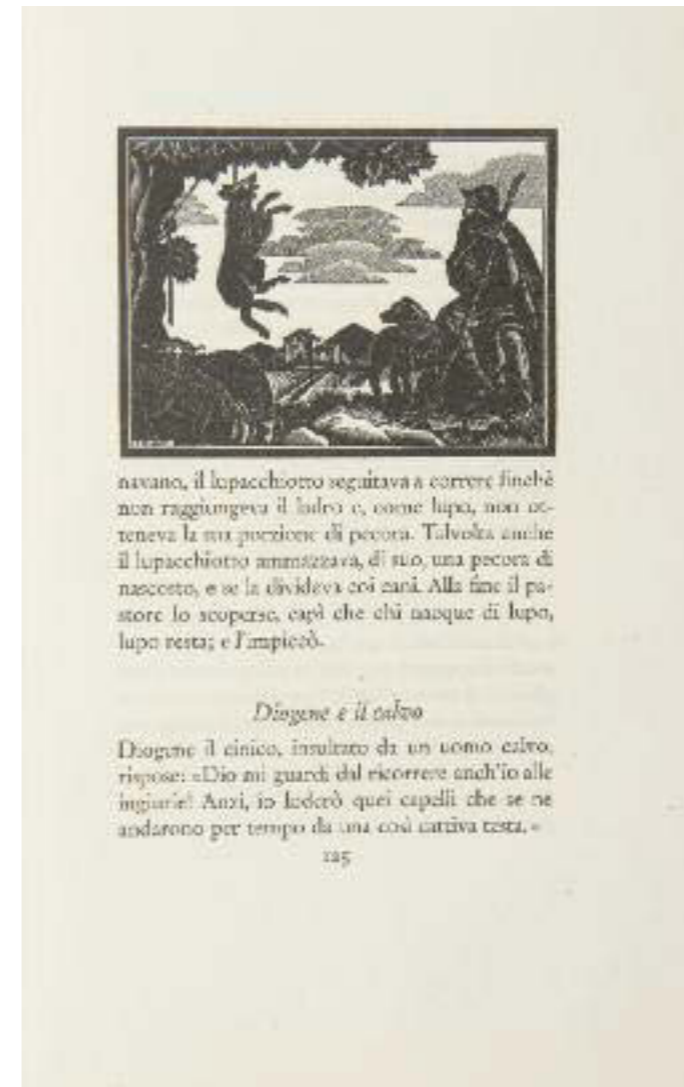 navano, il lupacchiotto seguitava a correre finchè
non raggiungeva il ladro e, come lupo, non ot-
teneva la sua porzione di pecora. Talvolta anche
il lupacchiotto ammazzava, di suo, una pecora di
nascosto, e se la divideva coi cani. Alla fine il pa-
store lo scoperse, capì che chi nacque di lupo,
lupo resta; e l'impiccò.
Diogene e il calvo
Diogene il cinico, insultato da un uomo calvo,
rispose: «Dio mi guardi dal ricorrere anch'io alle
ingiurie! Anzi, io loderò quei capelli che se ne
andarono per tempo da una così cattiva testa.»
125